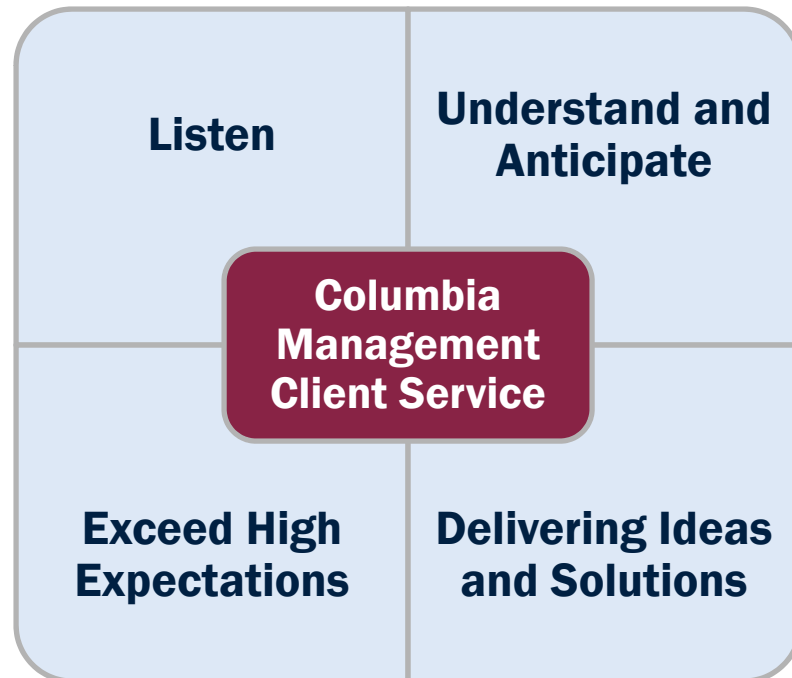 Listen
Understand and
Anticipate
Columbia
Management
Client Service
Exceed High
Expectations
Delivering Ideas
and Solutions